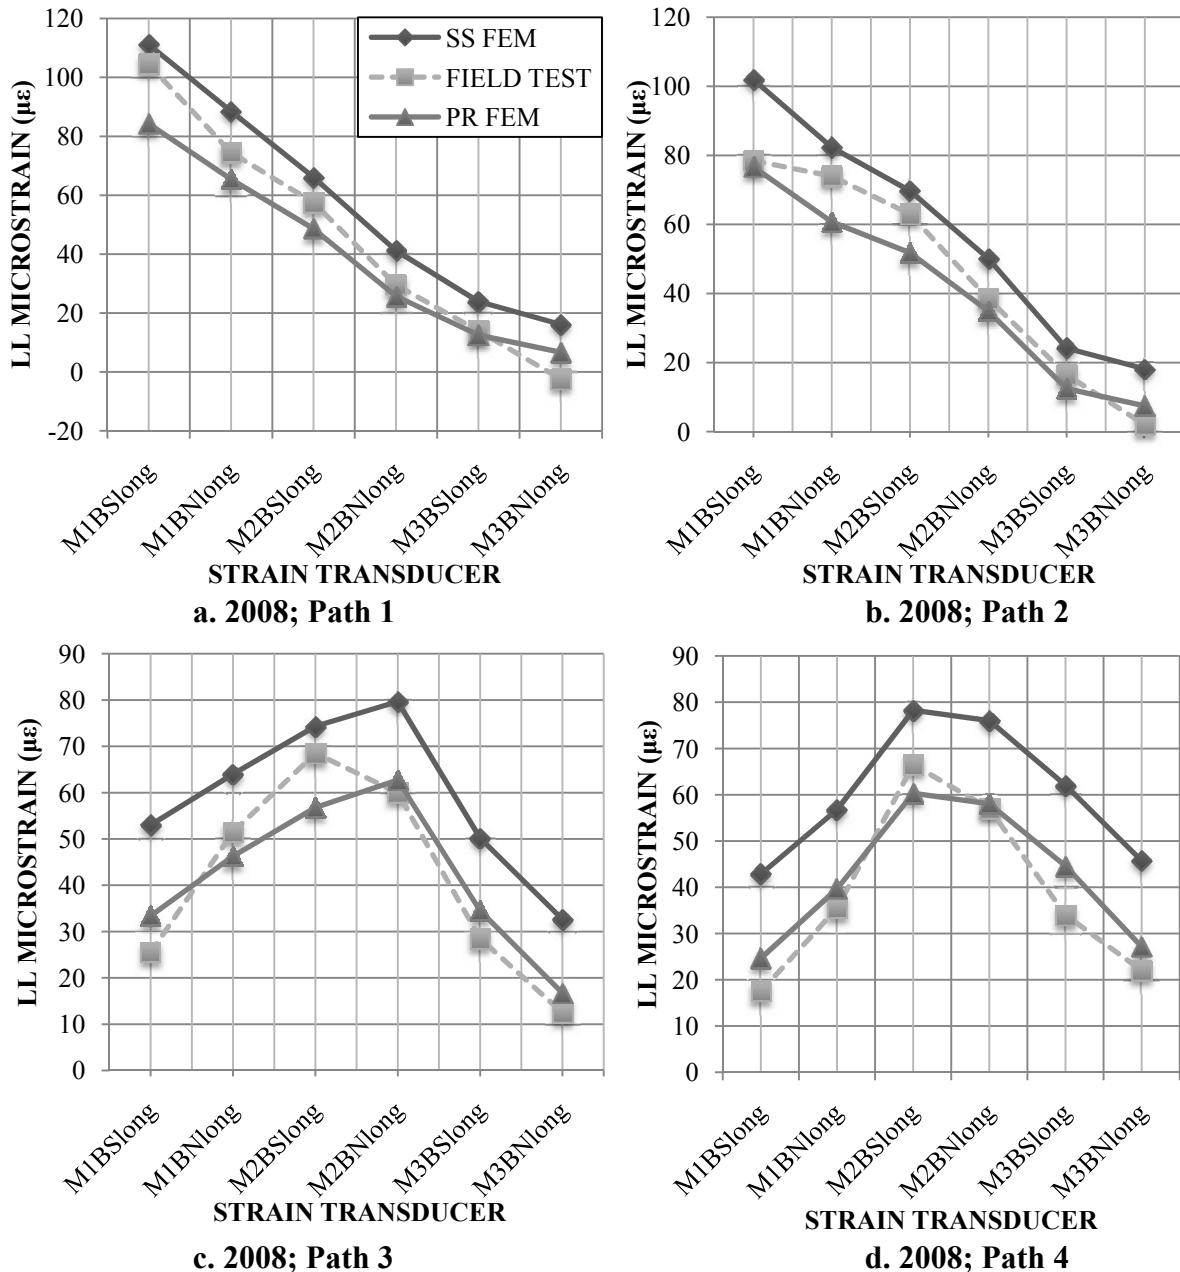 120
100
80
60
40
20
0
-20
LL MICROSTRAIN (µε)
SS FEM
FIELD TEST
PR FEM
M1BSlong
M1BNlong
M2BSlong
M2BNlong
M3BSlong
M3BNlong
STRAIN TRANSDUCER
a. 2008; Path 1
120
100
80
60
40
20
0
LL MICROSTRAIN (µε)
M1BSlong
M1BNlong
M2BSlong
M2BNlong
M3BSlong
M3BNlong
STRAIN TRANSDUCER
b. 2008; Path 2
90
80
70
60
50
40
30
20
10
0
LL MICROSTRAIN (µε)
M1BSlong
M1BNlong
M2BSlong
M2BNlong
M3BSlong
M3BNlong
STRAIN TRANSDUCER
c. 2008; Path 3
90
80
70
60
50
40
30
20
10
0
LL MICROSTRAIN (µε)
M1BSlong
M1BNlong
M2BSlong
M2BNlong
M3BSlong
M3BNlong
STRAIN TRANSDUCER
d. 2008; Path 4